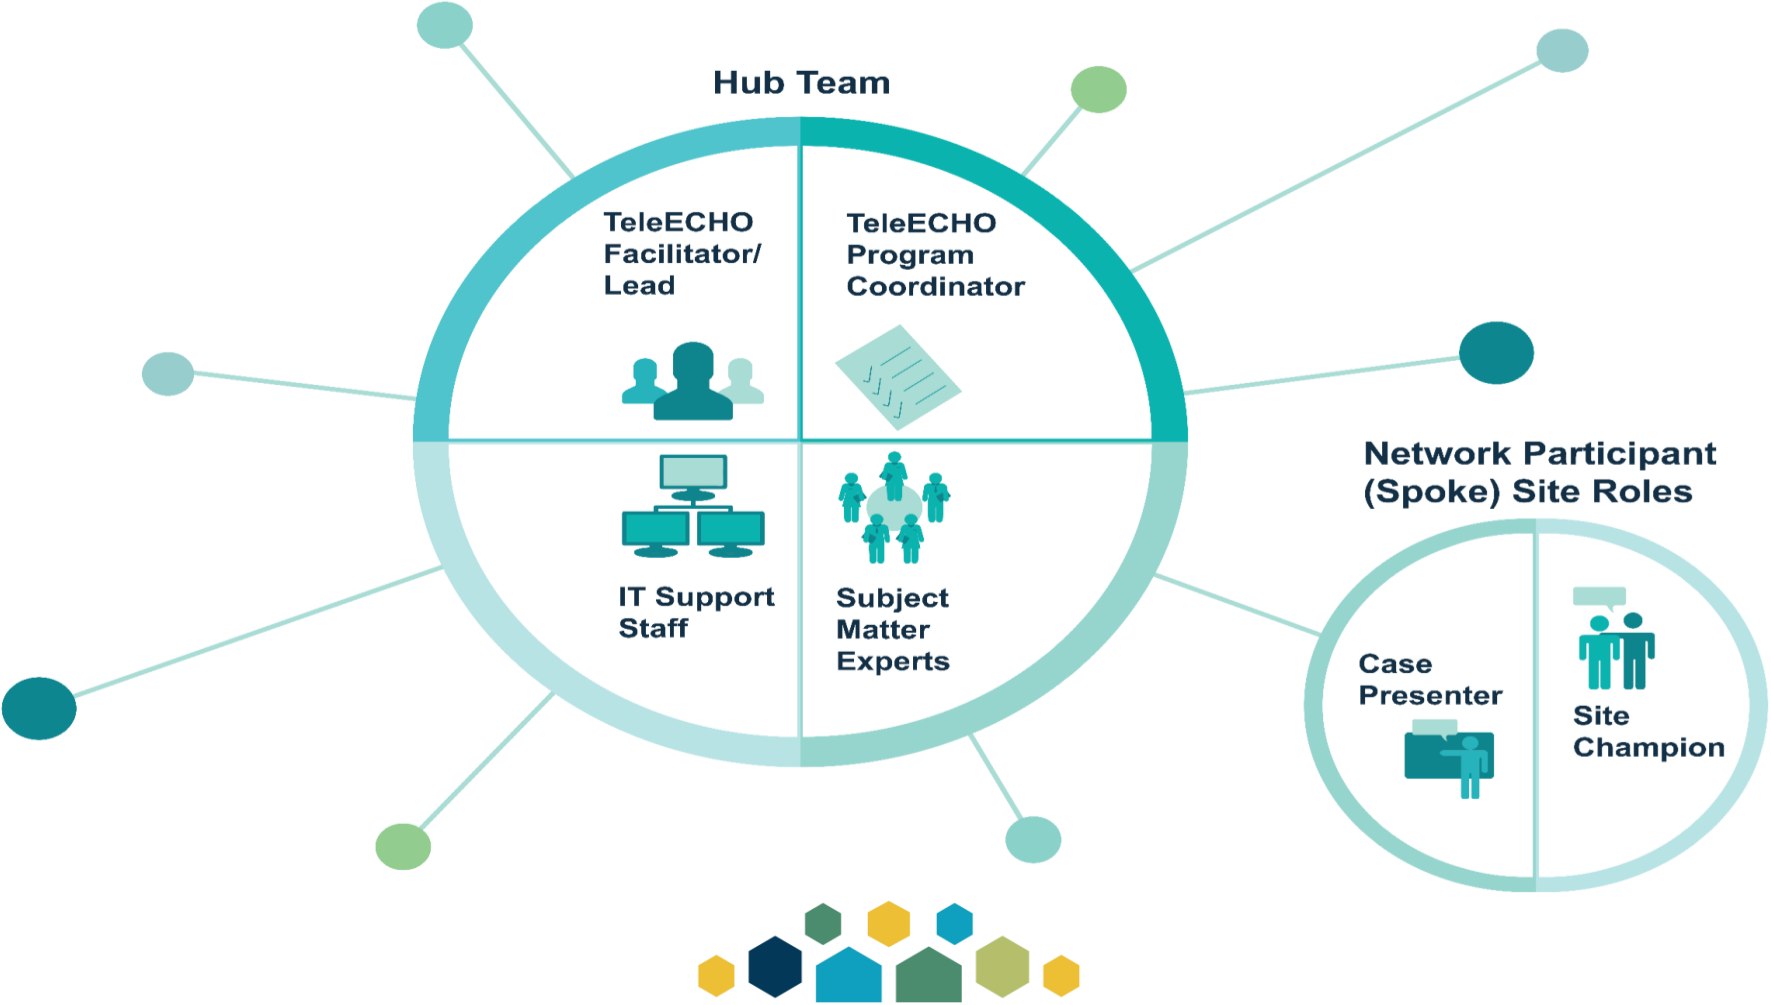 Hub Team
TeleECHO
Facilitator/
Lead
TeleECHO
Program
Coordinator
IT Support
Staff
Subject
Matter
Experts
Network Participant
(Spoke) Site Roles
Case
Presenter
Site
Champion